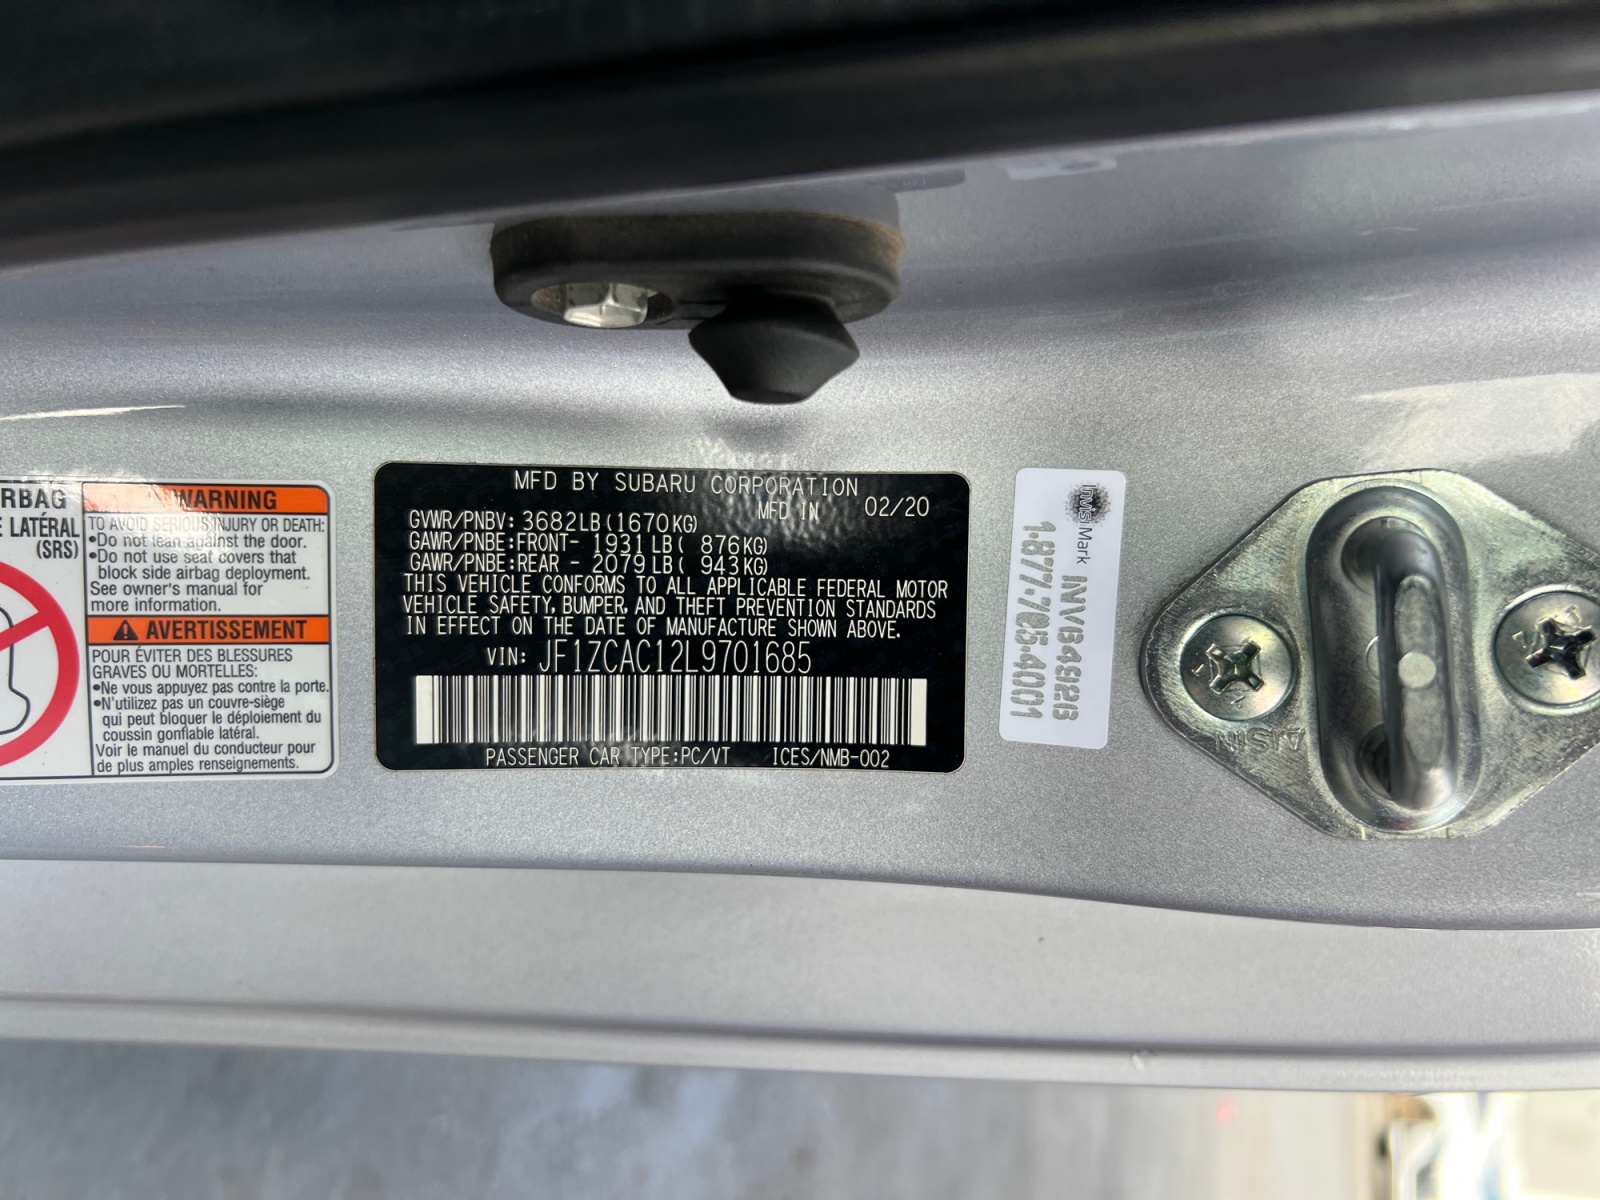 RBAG
E LATÉRAL
(SRS)
WARNING
TO AVOID SERIOUS INJURY OR DEATH:
•Do not lean against the door.
•Do not use seat covers that
block side airbag deployment.
See owner's manual for
more information.
AVERTISSEMENT
POUR ÉVITER DES BLESSURES
GRAVES OU MORTELLES:
•Ne vous appuyez pas contre la porte.
•N'utilisez pas un couvre-siège
qui peut bloquer le déploiement du
coussin gonflable latéral.
Voir le manuel du conducteur pour
de plus amples renseignements.
MFD BY SUBARU CORPORATION
MFD IN 02/20
GVWR/PNBV: 3682LB(1670KG)
GAWR/PNBE:FRONT- 1931LB( 876KG)
GAWR/PNBE:REAR - 2079LB( 943KG)
THIS VEHICLE CONFORMS TO ALL APPLICABLE FEDERAL MOTOR
VEHICLE SAFETY, BUMPER, AND THEFT PREVENTION STANDARDS
IN EFFECT ON THE DATE OF MANUFACTURE SHOWN ABOVE.
VIN: JF1ZCAC12L9701685
PASSENGER CAR TYPE:PC/VT ICES/NMB-002
InvisiMark
1·877·705·4001
AISIN